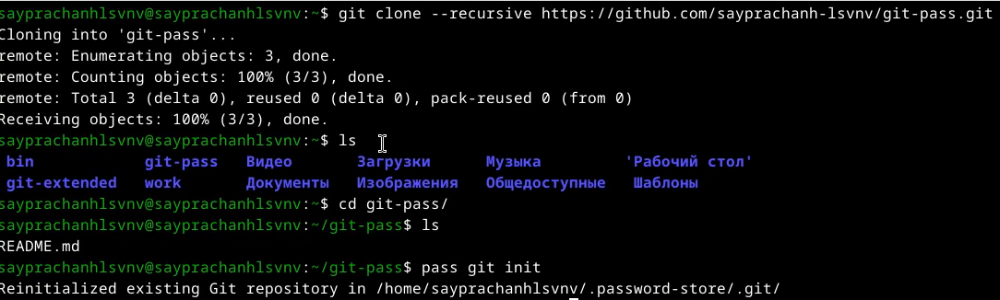 sayprachanhlsvnv@sayprachanhlsvnv:~$ git clone --recursive https://github.com/sayprachanh-lsvnv/git-pass.git
Cloning into 'git-pass'...
remote: Enumerating objects: 3, done.
remote: Counting objects: 100% (3/3), done.
remote: Total 3 (delta 0), reused 0 (delta 0), pack-reused 0 (from 0)
Receiving objects: 100% (3/3), done.
sayprachanhlsvnv@sayprachanhlsvnv:~$ ls
bin git-pass Видео Загрузки Музыка 'Рабочий стол'
git-extended work Документы Изображения Общедоступные Шаблоны
sayprachanhlsvnv@sayprachanhlsvnv:~$ cd git-pass/
sayprachanhlsvnv@sayprachanhlsvnv:~/git-pass$ ls
README.md
sayprachanhlsvnv@sayprachanhlsvnv:~/git-pass$ pass git init
Reinitialized existing Git repository in /home/sayprachanhlsvnv/.password-store/.git/